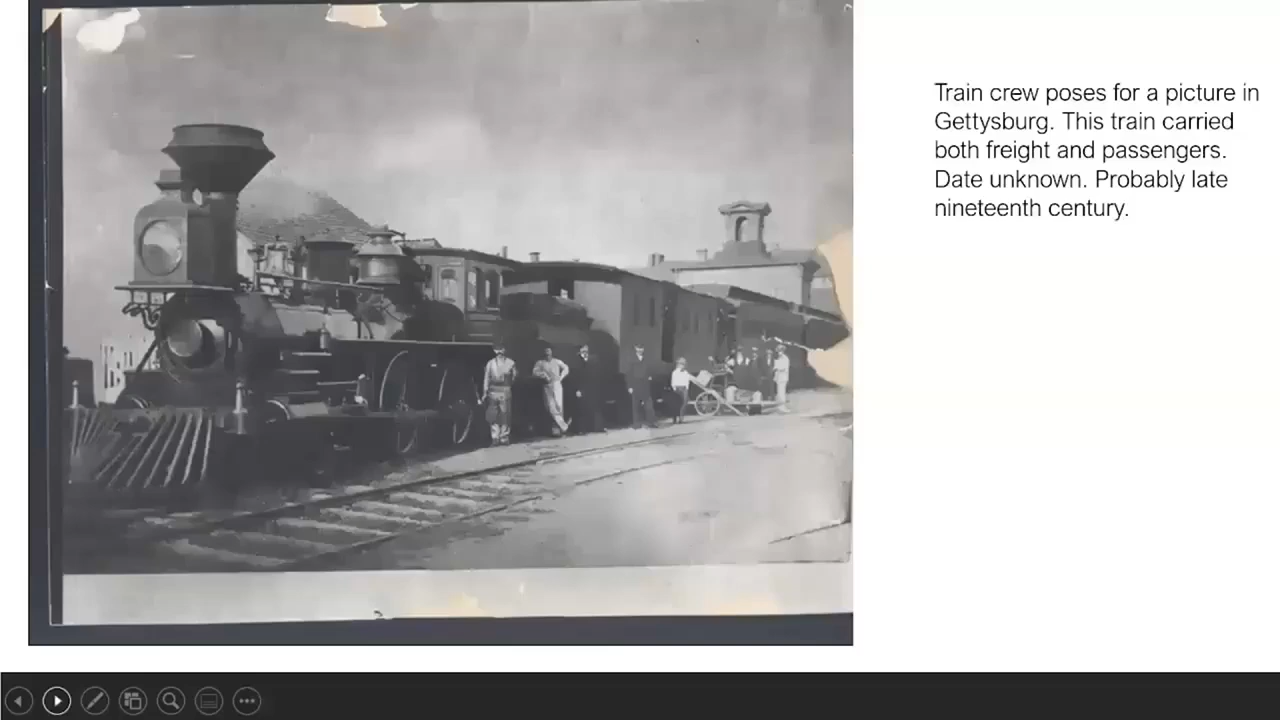 Train crew poses for a picture in
Gettysburg. This train carried
both freight and passengers.
Date unknown. Probably late
nineteenth century.